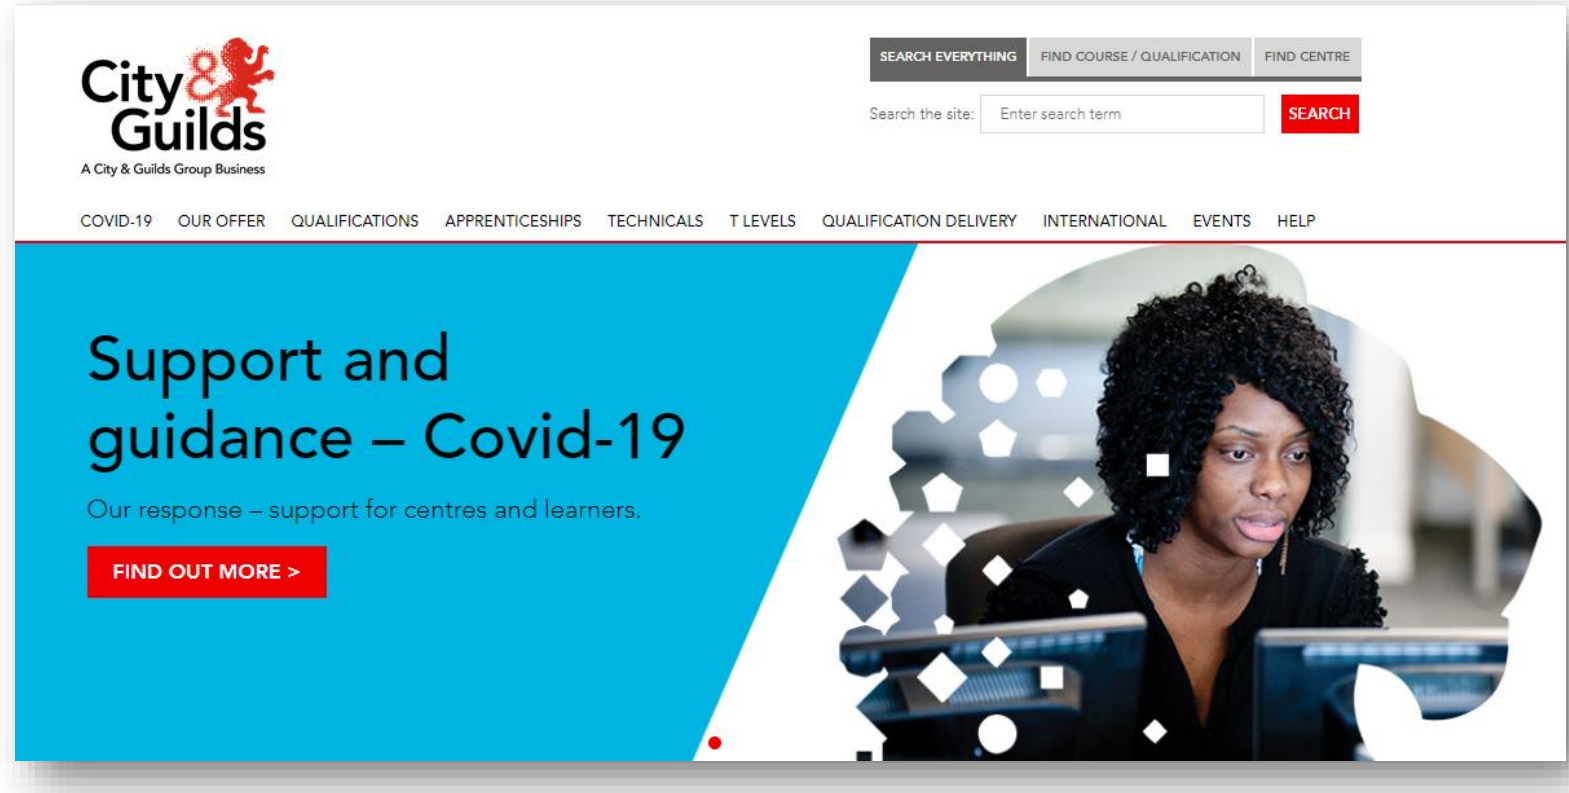 City&
Guilds
A City & Guilds Group Business
SEARCH EVERYTHING FIND COURSE / QUALIFICATION FIND CENTRE
Search the site: Enter search term SEARCH
COVID-19 OUR OFFER QUALIFICATIONS APPRENTICESHIPS TECHNICALS T LEVELS QUALIFICATION DELIVERY INTERNATIONAL EVENTS HELP
Support and
guidance – Covid-19
Our response – support for centres and learners.
FIND OUT MORE >